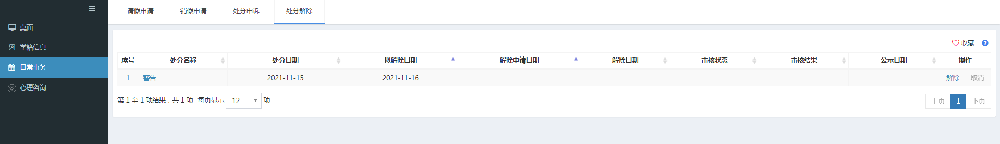 请假申请 销假申请 处分申诉 处分解除
桌面
学籍信息
日常事务
心理咨询
收藏
序号 处分名称 处分日期 拟解除日期 解除申请日期 解除日期 审核状态 审核结果 公示日期 操作
1 警告 2021-11-15 2021-11-16 解除 取消
第 1 至 1 项结果，共 1 项 每页显示 12 项
上页 1 下页